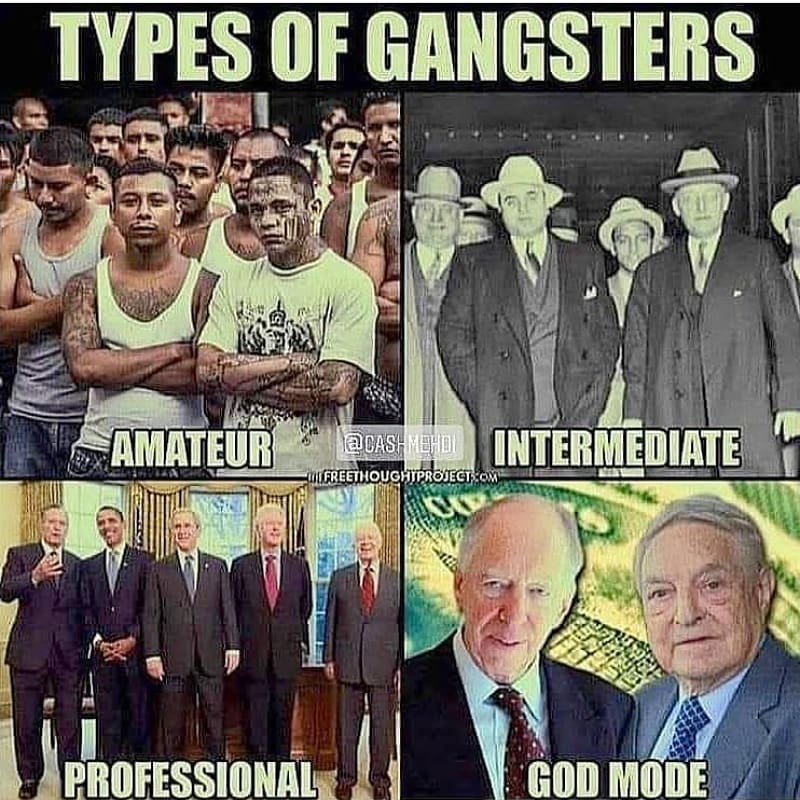 TYPES OF GANGSTERS
AMATEUR
@CASHMEHDI
INTERMEDIATE
THEFREETHOUGHTPROJECT.COM
PROFESSIONAL
GOD MODE